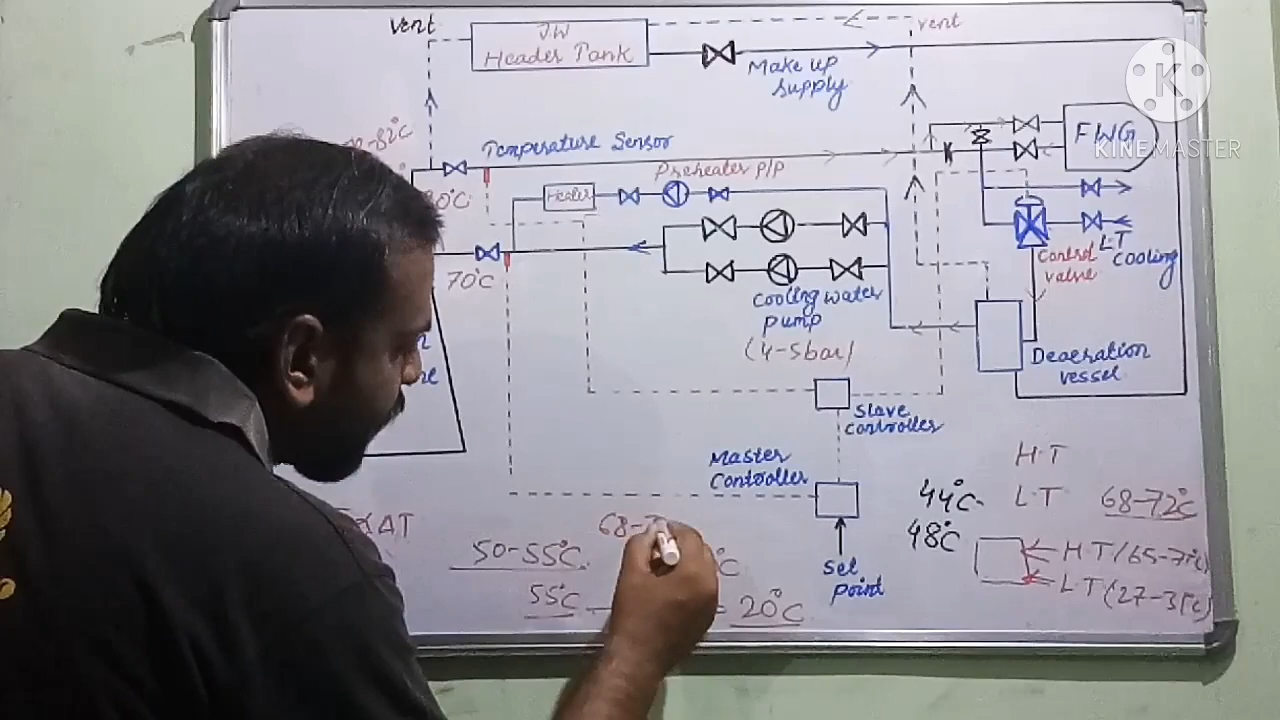 vent
J.W
Header Tank
vent
Make up
supply
K
KINEMASTER
FWG
82°C
Temperature Sensor
Preheater P/P
Heater
80°C
70°C
Control
valve
LT
cooling
Cooling water
pump
(4-5bar)
Deaeration
vessel
Slave
controller
Master
Controller
Set
point
HT
LT
68-72°C
44°C-
48°C
HT(65-71°C)
LT(27-35°C)
50-55°C
68-7
55°C
= 20°C